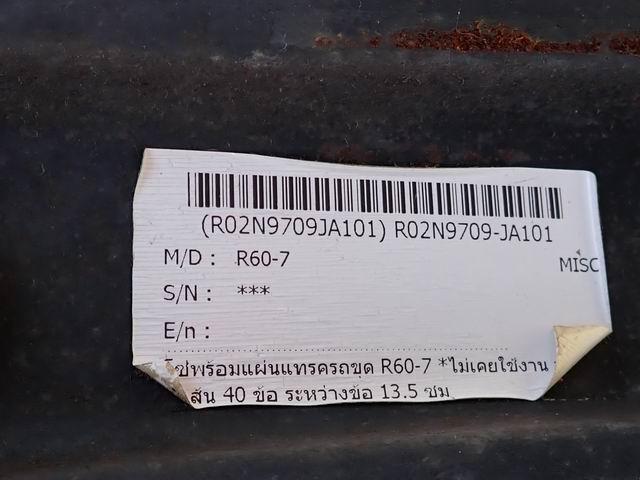 (R02N9709JA101) R02N9709-JA101
M/D : R60-7
MISC
S/N : ***
E/n :
โซ่พร้อมแผ่นแทรครถขุด R60-7 *ไม่เคยใช้งาน
เส้น 40 ข้อ ระหว่างข้อ 13.5 ซม